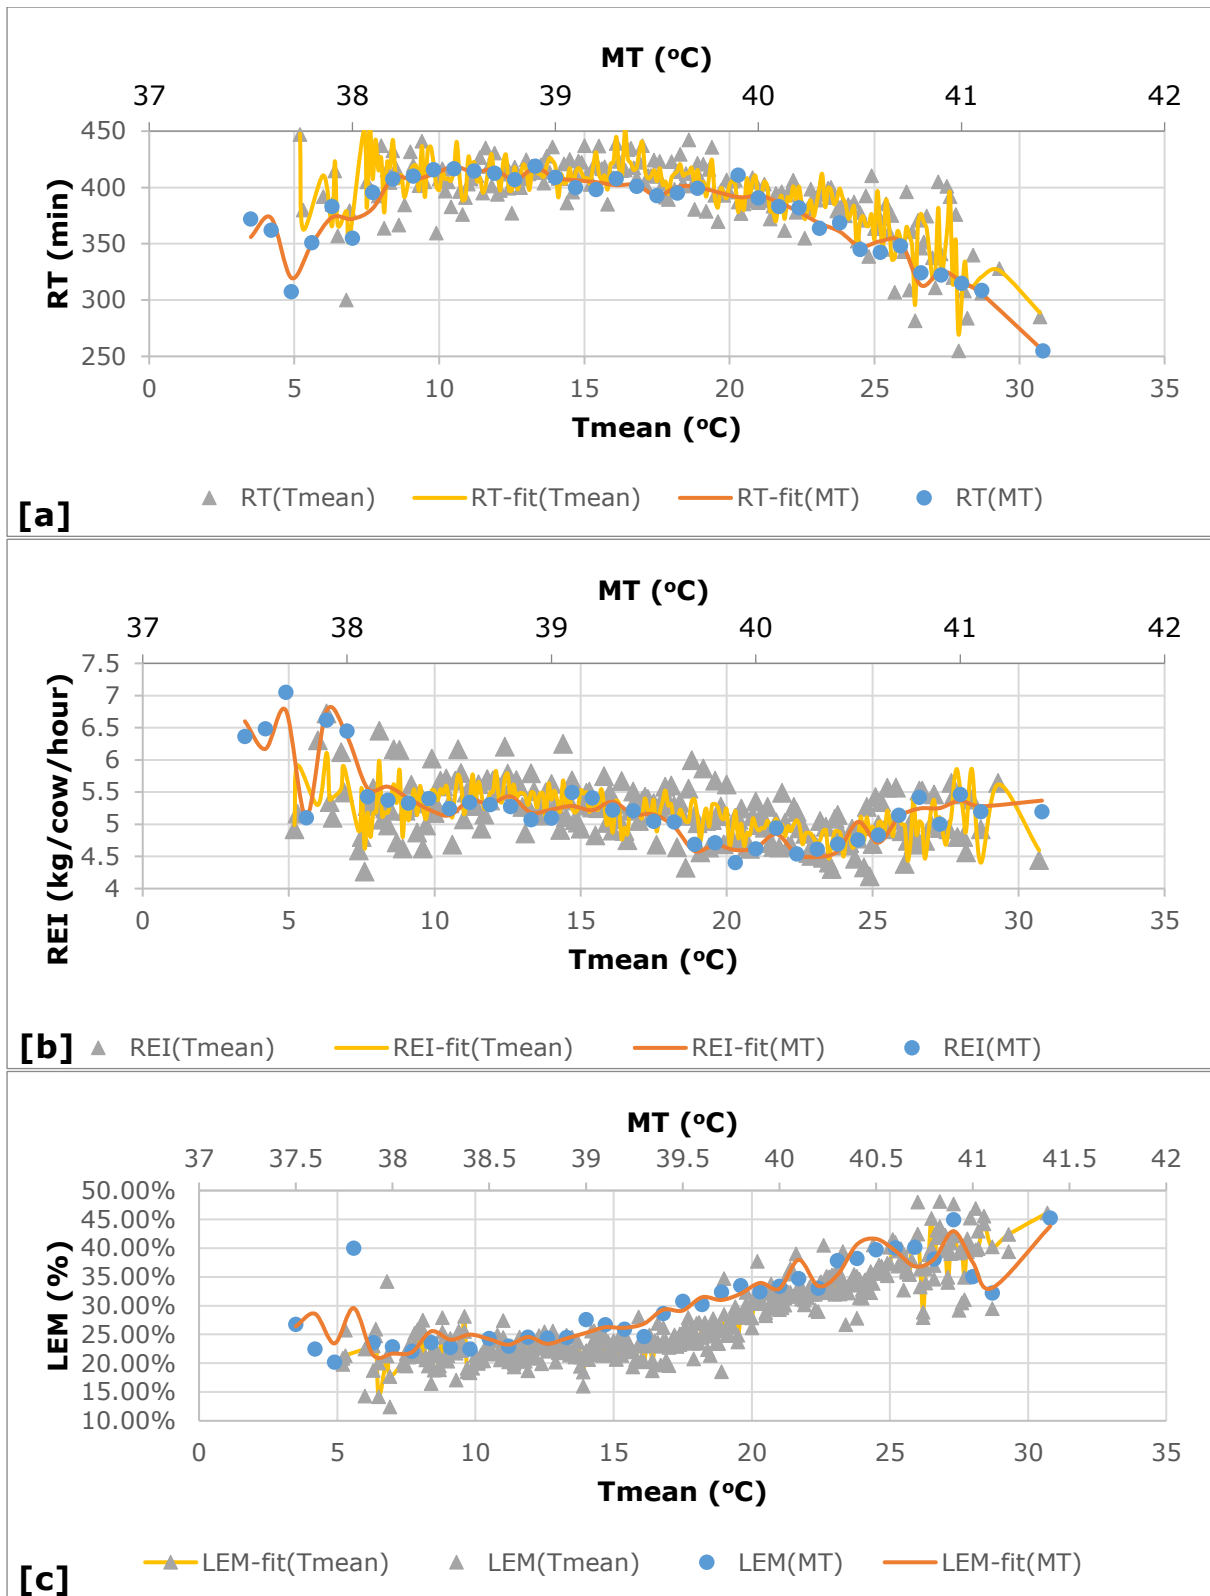 MT (ºC)
37 38 39 40 41 42
450
400
350
300
250
RT (min)
0 5 10 15 20 25 30 35
Tmean (ºC)
RT(Tmean) RT-fit(Tmean) RT-fit(MT) RT(MT)
[a]
MT (ºC)
37 38 39 40 41 42
7.5
7
6.5
6
5.5
5
4.5
4
REI (kg/cow/hour)
0 5 10 15 20 25 30 35
Tmean (ºC)
REI(Tmean) REI-fit(Tmean) REI-fit(MT) REI(MT)
[b]
MT (ºC)
37 37.5 38 38.5 39 39.5 40 40.5 41 41.5 42
50.00%
45.00%
40.00%
35.00%
30.00%
25.00%
20.00%
15.00%
10.00%
LEM (%)
0 5 10 15 20 25 30 35
Tmean (ºC)
LEM-fit(Tmean) LEM(Tmean) LEM(MT) LEM-fit(MT)
[c]